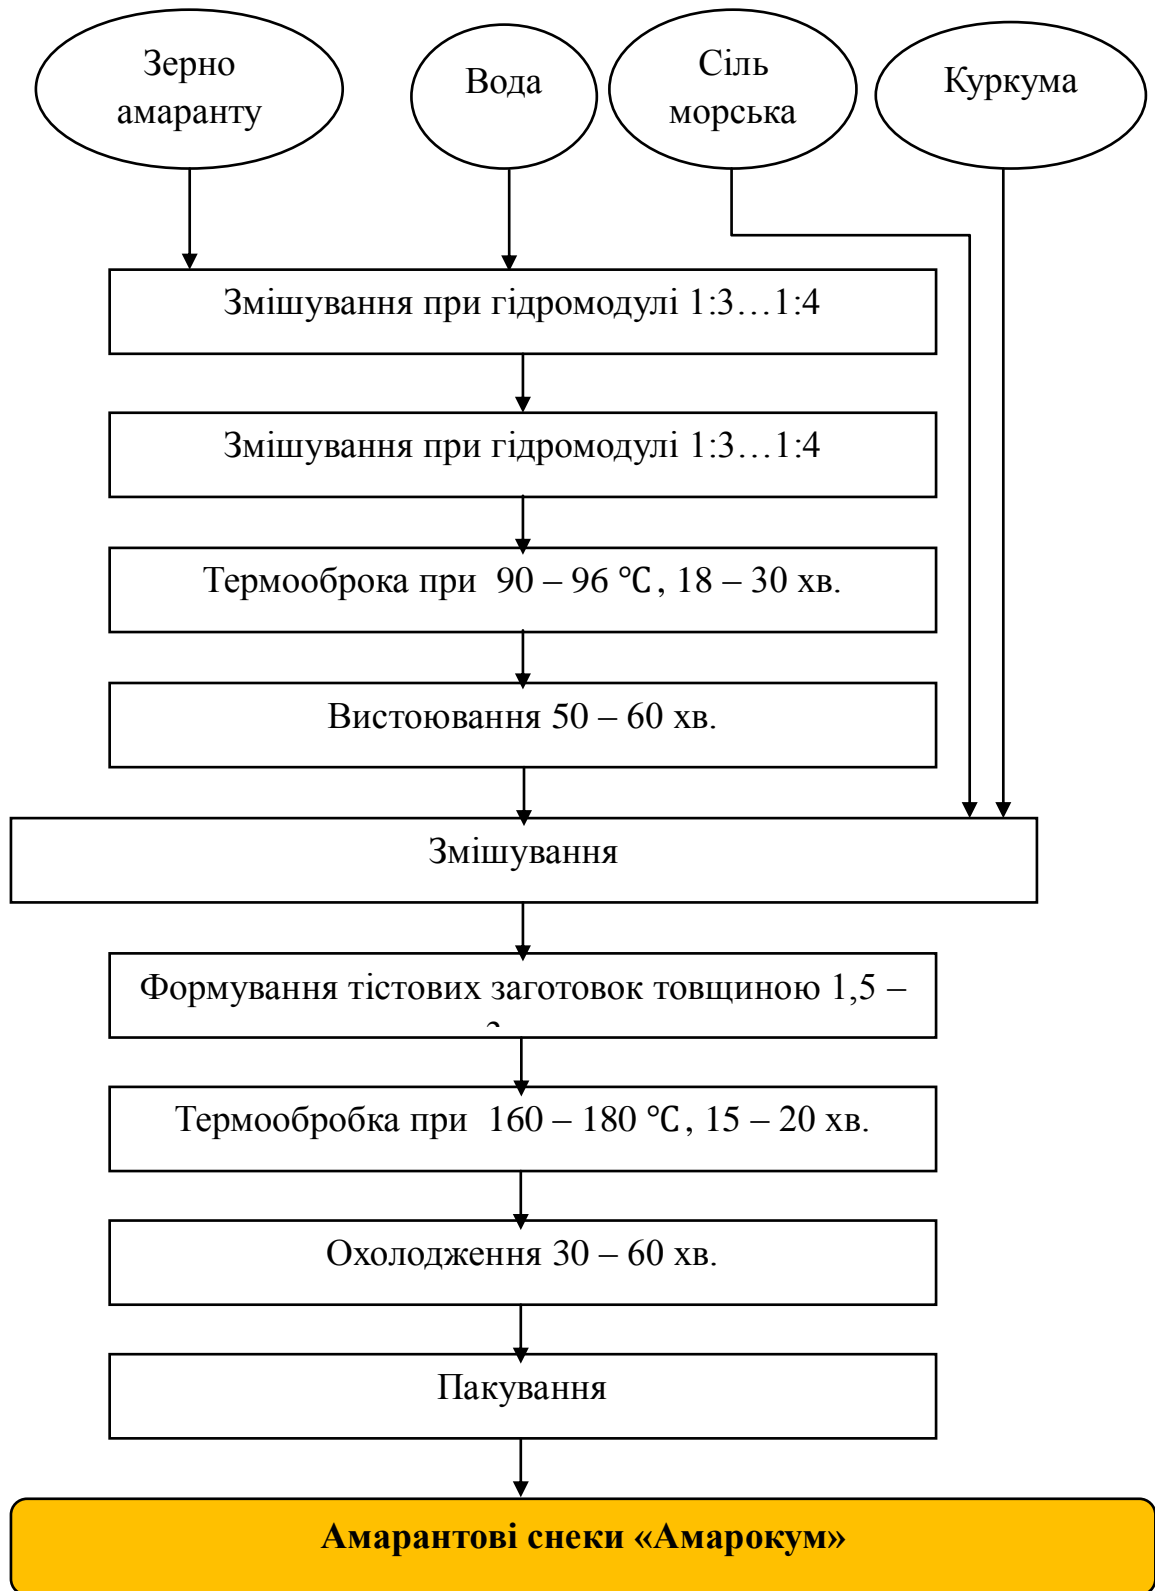 Зерно
амаранту
Вода
Сіль
морська
Куркума
Змішування при гідромодулі 1:3…1:4
Змішування при гідромодулі 1:3…1:4
Термооброка при 90 – 96 ℃, 18 – 30 хв.
Вистоювання 50 – 60 хв.
Змішування
Формування тістових заготовок товщиною 1,5 –
Термообробка при 160 – 180 ℃, 15 – 20 хв.
Охолодження 30 – 60 хв.
Пакування
Амарантові снеки «Амарокум»